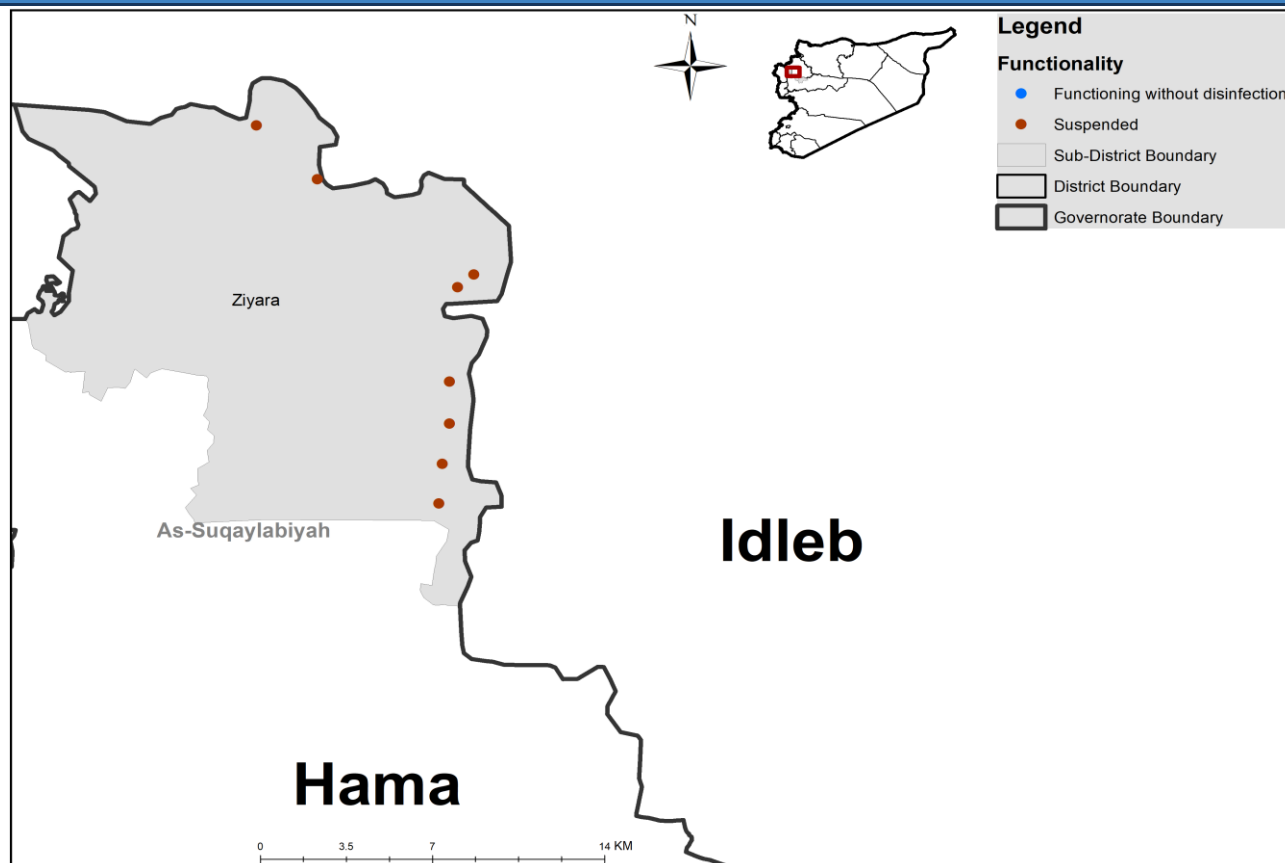 N
Legend
Functionality
Functioning without disinfection
Suspended
Sub-District Boundary
District Boundary
Governorate Boundary
Ziyara
As-Suqaylabiyah
Idleb
Hama
0 3.5 7 14 KM